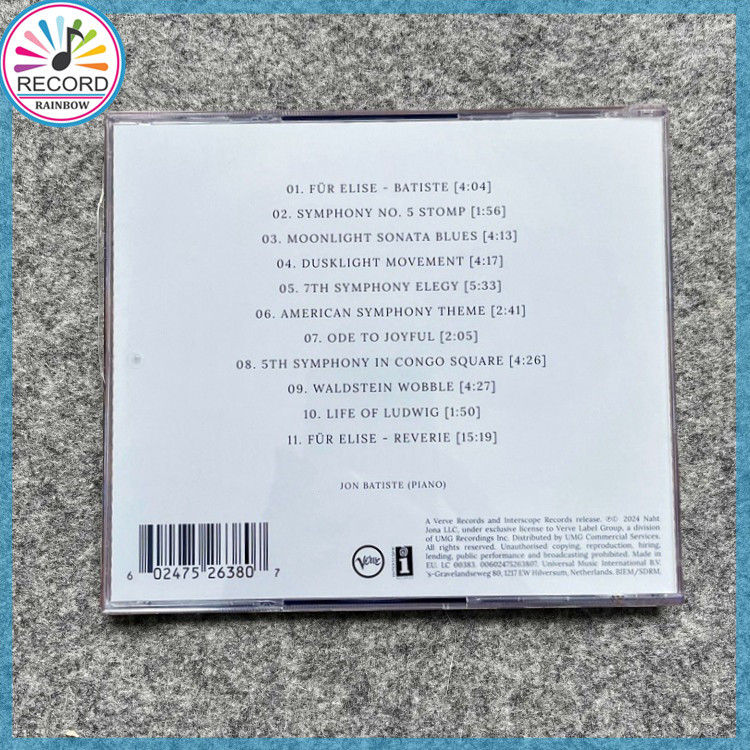 RECORD
RAINBOW
01. FÜR ELISE - BATISTE [4:04]
02. SYMPHONY NO. 5 STOMP [1:56]
03. MOONLIGHT SONATA BLUES [4:13]
04. DUSKLIGHT MOVEMENT [4:17]
05. 7TH SYMPHONY ELEGY [5:33]
06. AMERICAN SYMPHONY THEME [2:41]
07. ODE TO JOYFUL [2:05]
08. 5TH SYMPHONY IN CONGO SQUARE [4:26]
09. WALDSTEIN WOBBLE [4:27]
10. LIFE OF LUDWIG [1:50]
11. FÜR ELISE - REVERIE [15:19]
JON BATISTE (PIANO)
A Verve Records and Interscope Records release. ℗© 2024 Naht
Jona LLC, under exclusive license to Verve Label Group, a division
of UMG Recordings Inc. Distributed by UMG Commercial Services.
All rights reserved. Unauthorised copying, reproduction, hiring,
lending, public performance and broadcasting prohibited. Made in
EU. LC 00383. 00602475263807. Universal Music International B.V.
's-Gravelandseweg 80, 1217 EW Hilversum, Netherlands. BIEM/SDRM.
6 02475 26380 7
Verve
i